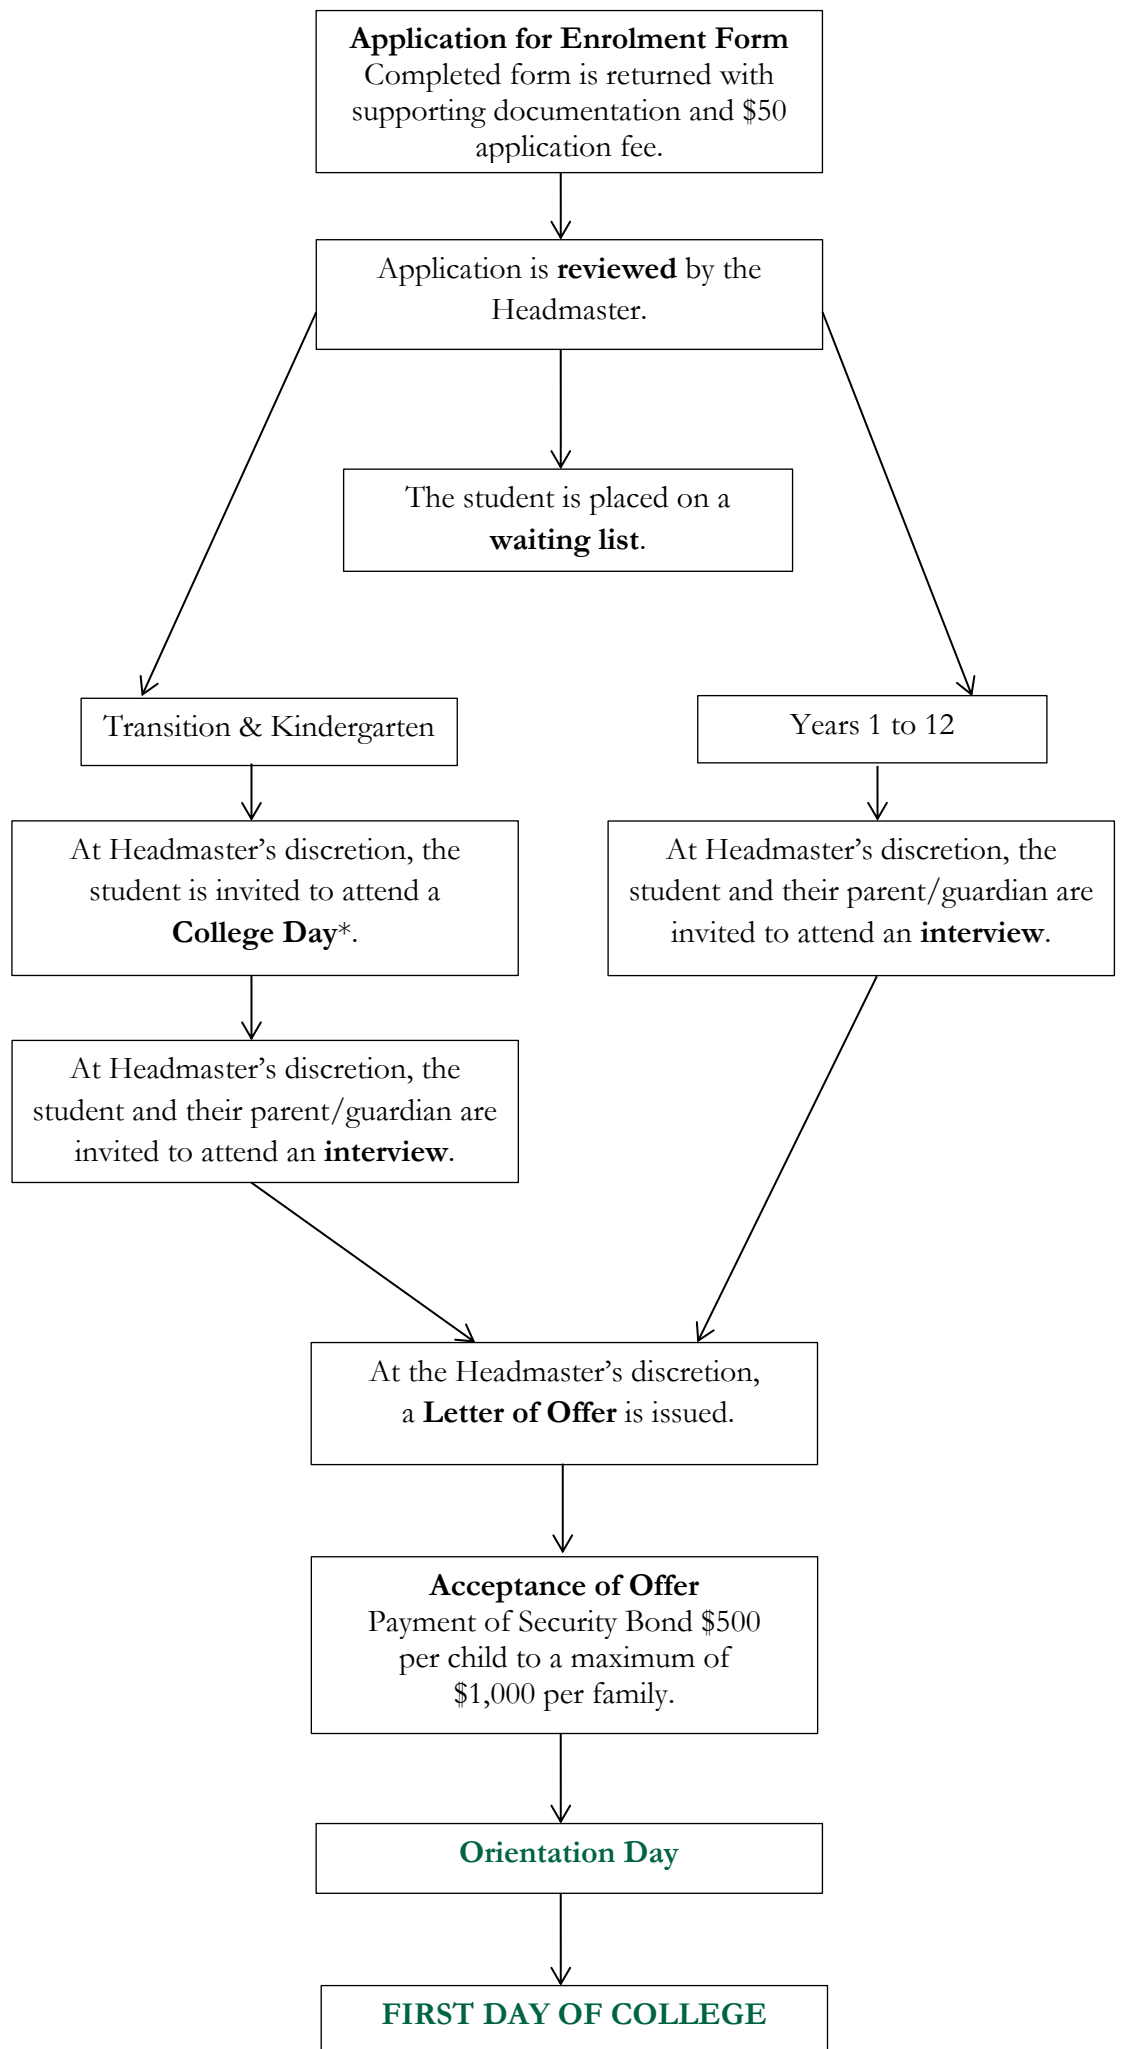 Application for Enrolment Form
Completed form is returned with
supporting documentation and $50
application fee.
Application is reviewed by the
Headmaster.
The student is placed on a
waiting list.
Transition & Kindergarten
Years 1 to 12
At Headmaster’s discretion, the
student is invited to attend a
College Day*.
At Headmaster’s discretion, the
student and their parent/guardian are
invited to attend an interview.
At Headmaster’s discretion, the
student and their parent/guardian are
invited to attend an interview.
At the Headmaster’s discretion,
a Letter of Offer is issued.
Acceptance of Offer
Payment of Security Bond $500
per child to a maximum of
$1,000 per family.
Orientation Day
FIRST DAY OF COLLEGE